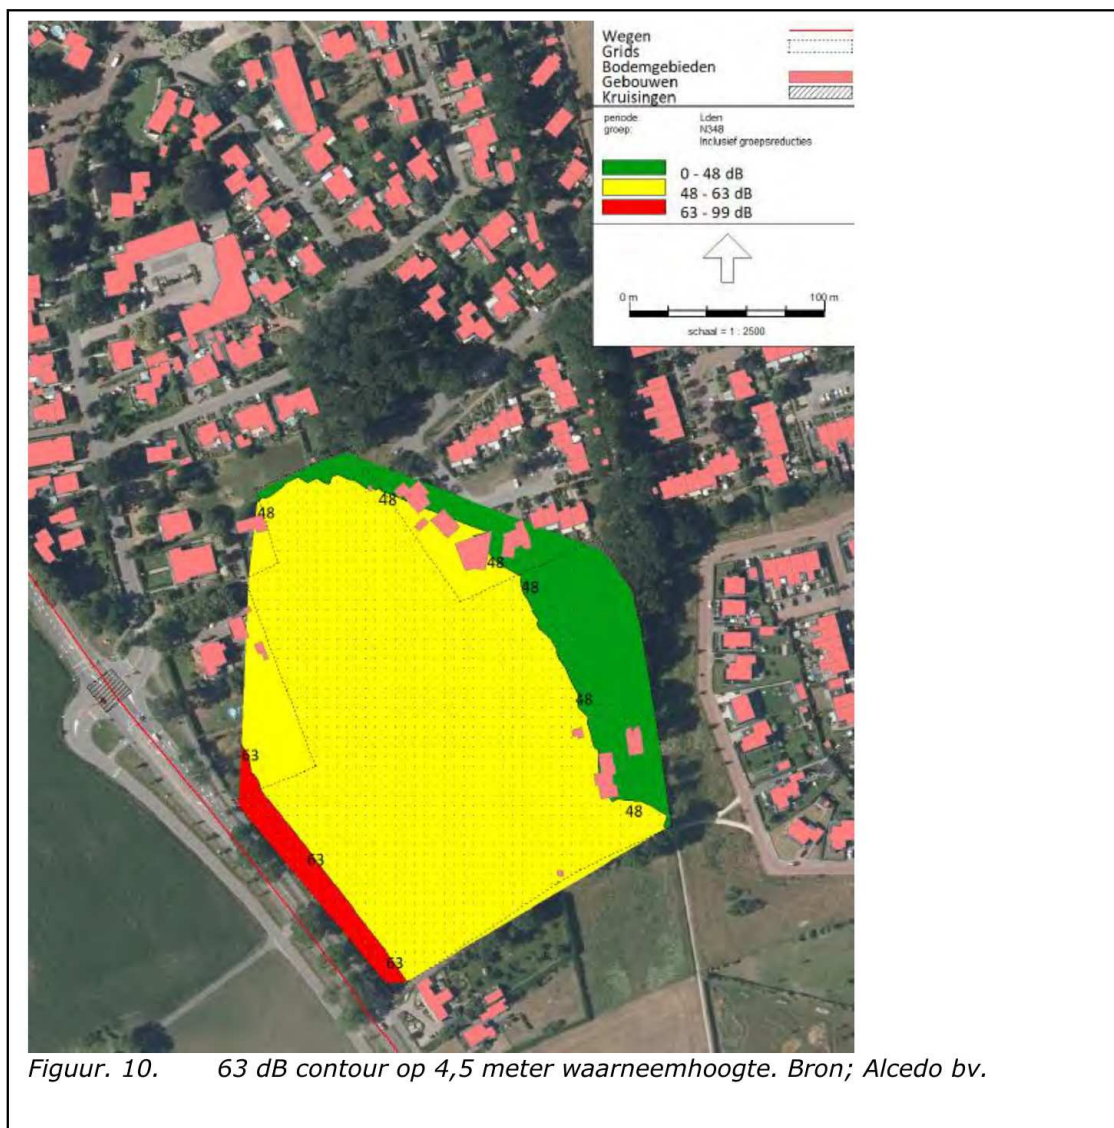 Wegen
Grids
Bodemgebieden
Gebouwen
Kruisingen
periode: Lden
groep: N348
Inclusief groepsreducties
0 - 48 dB
48 - 63 dB
63 - 99 dB
0 m 100 m
schaal = 1 : 2500
48
48
48
48
48
63
48
63
63
Figuur. 10. 63 dB contour op 4,5 meter waarneemhoogte. Bron; Alcedo bv.